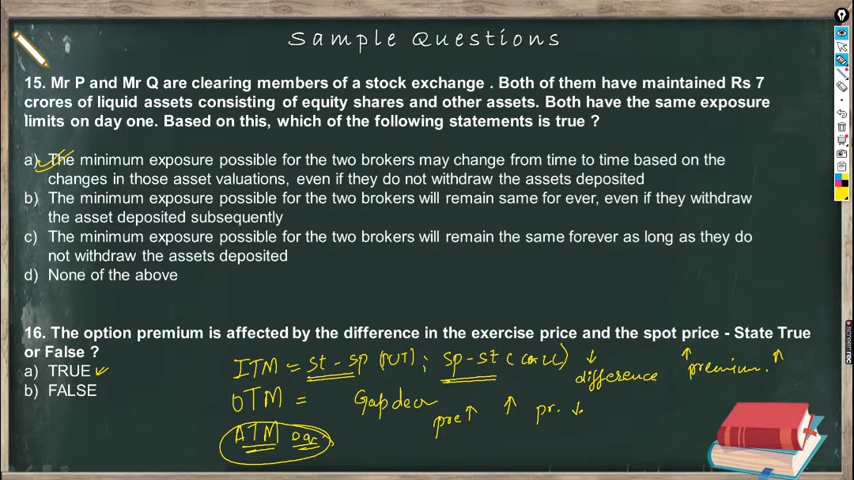 Sample Questions
15. Mr P and Mr Q are clearing members of a stock exchange . Both of them have maintained Rs 7
crores of liquid assets consisting of equity shares and other assets. Both have the same exposure
limits on day one. Based on this, which of the following statements is true ?
a) The minimum exposure possible for the two brokers may change from time to time based on the
changes in those asset valuations, even if they do not withdraw the assets deposited
b) The minimum exposure possible for the two brokers will remain same for ever, even if they withdraw
the asset deposited subsequently
c) The minimum exposure possible for the two brokers will remain the same forever as long as they do
not withdraw the assets deposited
d) None of the above
16. The option premium is affected by the difference in the exercise price and the spot price - State True
or False ?
a) TRUE
b) FALSE
ITM = St - Sp (PUT) ; Sp - St (call) ↓ difference ↑ premium. ↑
OTM = Gap decr pre ↑ ↑ pr. ↓
ATM